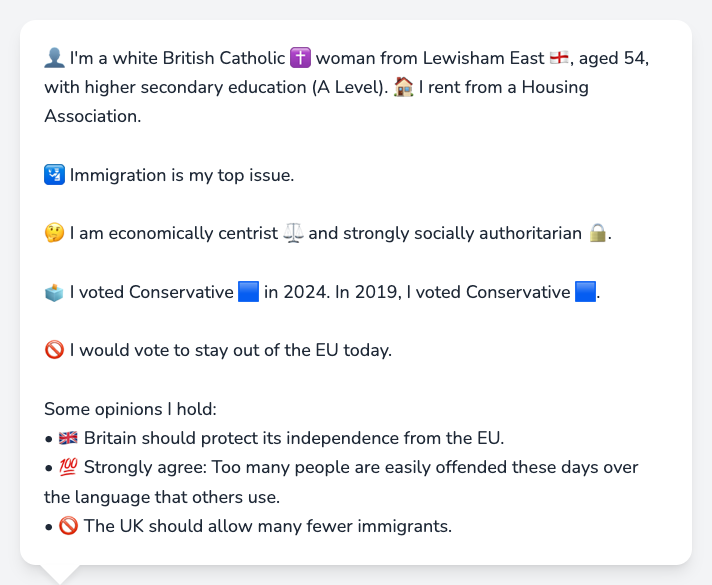 👤 I'm a white British Catholic ✝️ woman from Lewisham East 🏴󠁧󠁢󠁥󠁮󠁧󠁿, aged 54,
with higher secondary education (A Level). 🏠 I rent from a Housing
Association.
🛂 Immigration is my top issue.
🤔 I am economically centrist ⚖️ and strongly socially authoritarian 🔒.
🗳️ I voted Conservative 🟦 in 2024. In 2019, I voted Conservative 🟦.
🚫 I would vote to stay out of the EU today.
Some opinions I hold:
• 🇬🇧 Britain should protect its independence from the EU.
• 💯 Strongly agree: Too many people are easily offended these days over
the language that others use.
• 🚫 The UK should allow many fewer immigrants.